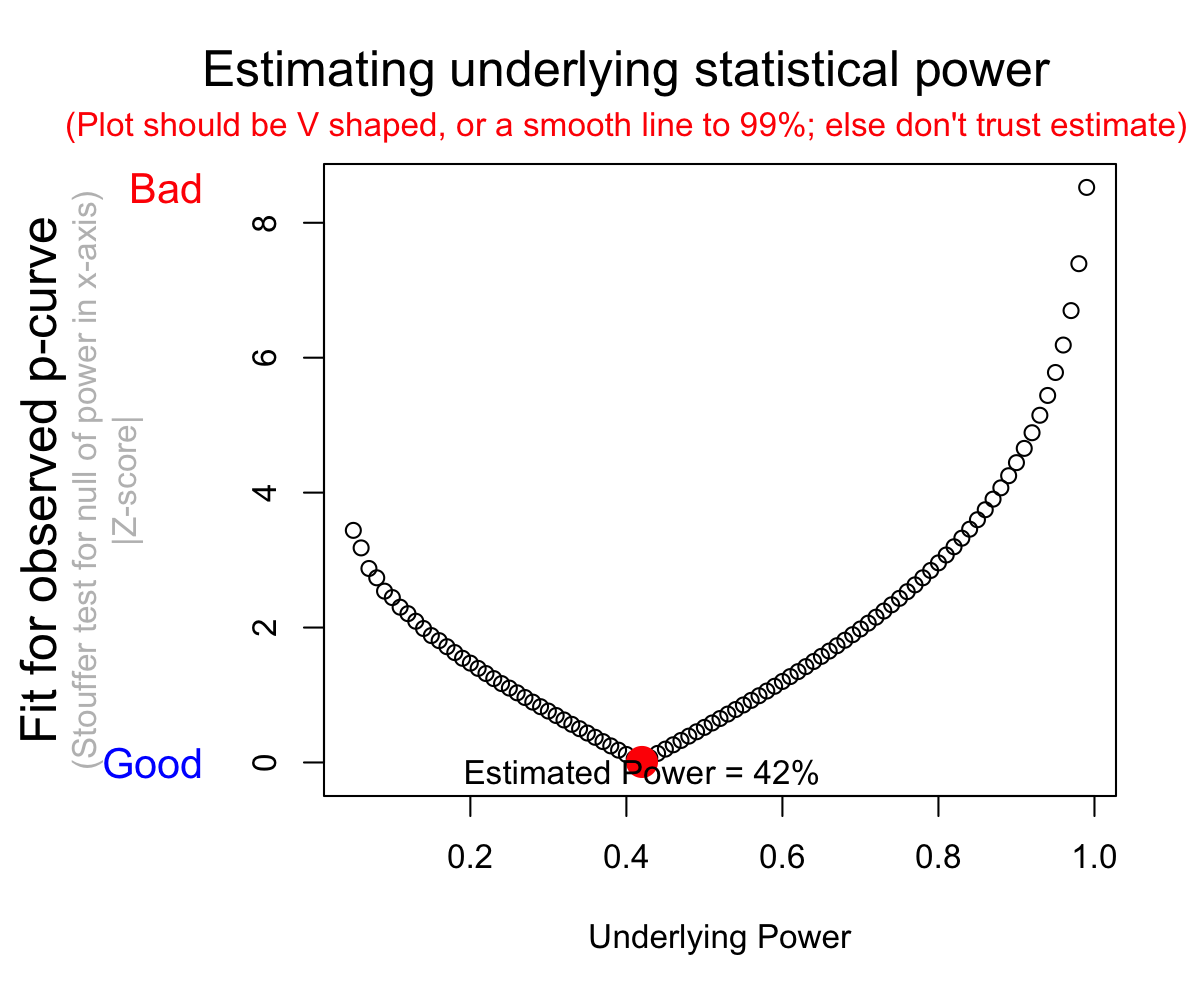 Estimating underlying statistical power
(Plot should be V shaped, or a smooth line to 99%; else don't trust estimate)
Bad
Good
Fit for observed p-curve
(Stouffer test for null of power in x-axis)
|Z-score|
8
6
4
2
0
Estimated Power = 42%
0.2
0.4
0.6
0.8
1.0
Underlying Power